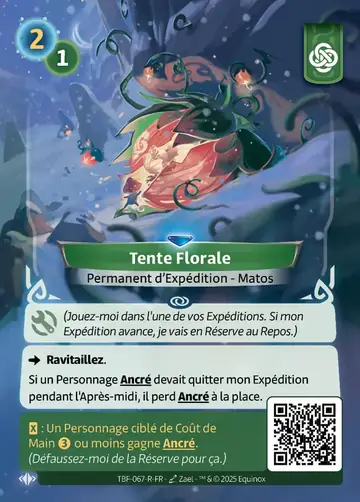 2
1
Tente Florale
Permanent d'Expédition - Matos
(Jouez-moi dans l'une de vos Expéditions. Si mon
Expédition avance, je vais en Réserve au Repos.)
➜ Ravitaillez.
Si un Personnage Ancré devait quitter mon Expédition
pendant l'Après-midi, il perd Ancré à la place.
X : Un Personnage ciblé de Coût de
Main 3 ou moins gagne Ancré.
(Défaussez-moi de la Réserve pour ça.)
TBF-067-R-FR - Zael - ™ & © 2025 Equinox